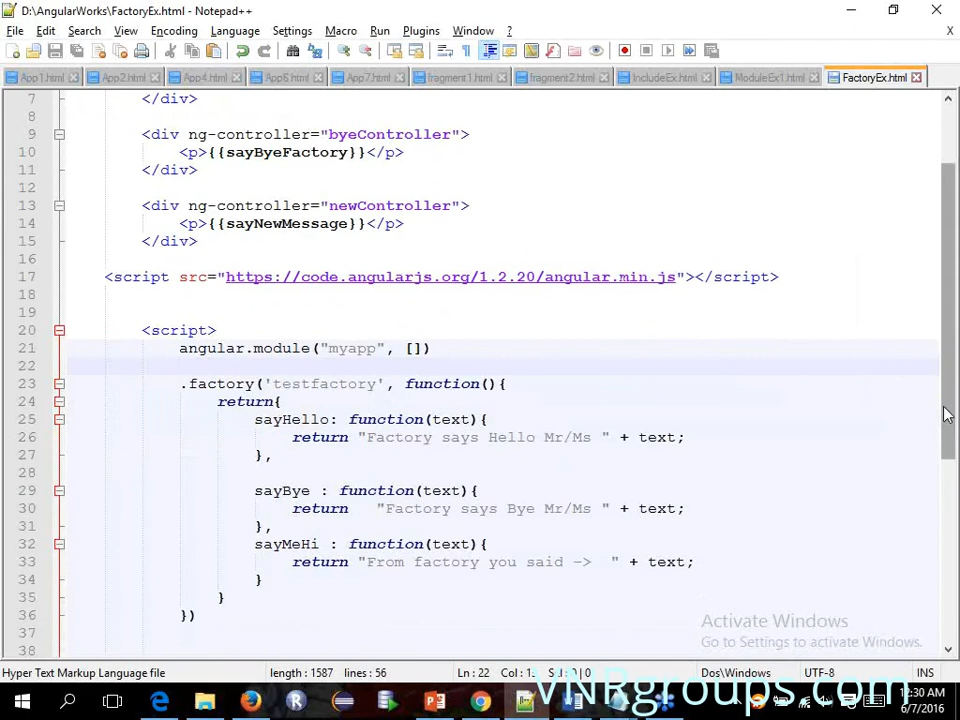 D:\AngularWorks\FactoryEx.html - Notepad++
File Edit Search View Encoding Language Settings Macro Run Plugins Window ? X
App1.html App2.html App4.html App6.html App7.html fragment1.html fragment2.html IncludeEx.html ModuleEx1.html FactoryEx.html
7 </div>
8
9 <div ng-controller="byeController">
10 <p>{{sayByeFactory}}</p>
11 </div>
12
13 <div ng-controller="newController">
14 <p>{{sayNewMessage}}</p>
15 </div>
16
17 <script src="https://code.angularjs.org/1.2.20/angular.min.js"></script>
18
19
20 <script>
21 angular.module("myapp", [])
22
23 .factory('testfactory', function(){
24 return{
25 sayHello: function(text){
26 return "Factory says Hello Mr/Ms " + text;
27 },
28
29 sayBye : function(text){
30 return   "Factory says Bye Mr/Ms " + text;
31 },
32 sayMeHi : function(text){
33 return "From factory you said ->  " + text;
34 }
35 }
36 })
37
38
Activate Windows
Go to Settings to activate Windows.
Hyper Text Markup Language file length : 1587 lines : 56 Ln : 22 Col : 0 | 0 Dos\Windows UTF-8 INS
VNRgroups.com
12:30 AM
6/7/2016